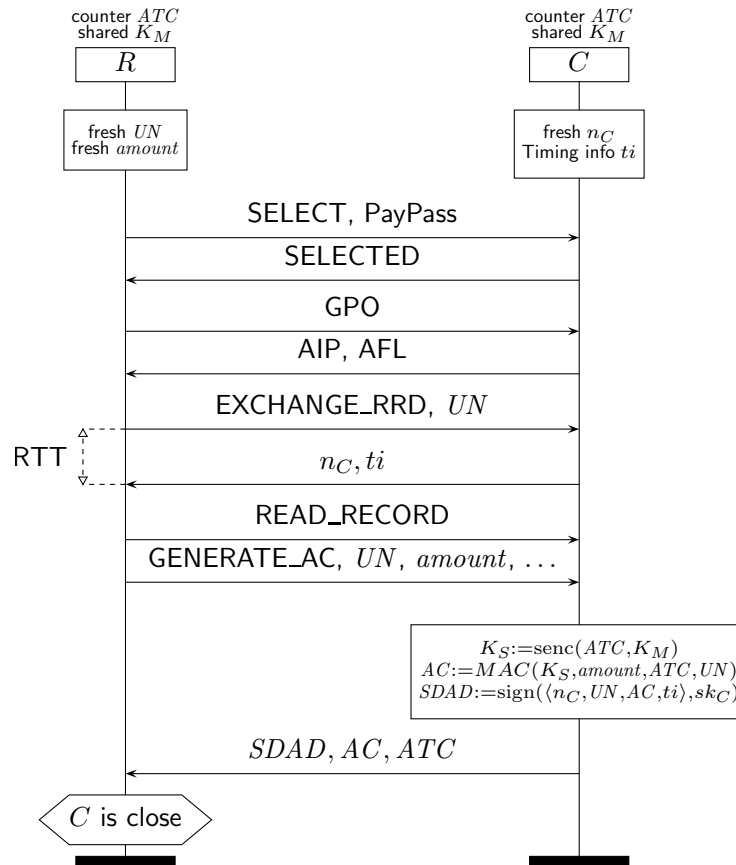 counter ATC
shared K_M
R
counter ATC
shared K_M
C
fresh UN
fresh amount
fresh n_C
Timing info ti
SELECT, PayPass
SELECTED
GPO
AIP, AFL
EXCHANGE_RRD, UN
RTT
n_C, ti
READ_RECORD
GENERATE_AC, UN, amount, ...
K_S:=senc(ATC,K_M)
AC:=MAC(K_S,amount,ATC,UN)
SDAD:=sign(⟨n_C,UN,AC,ti⟩,sk_C)
SDAD, AC, ATC
C is close